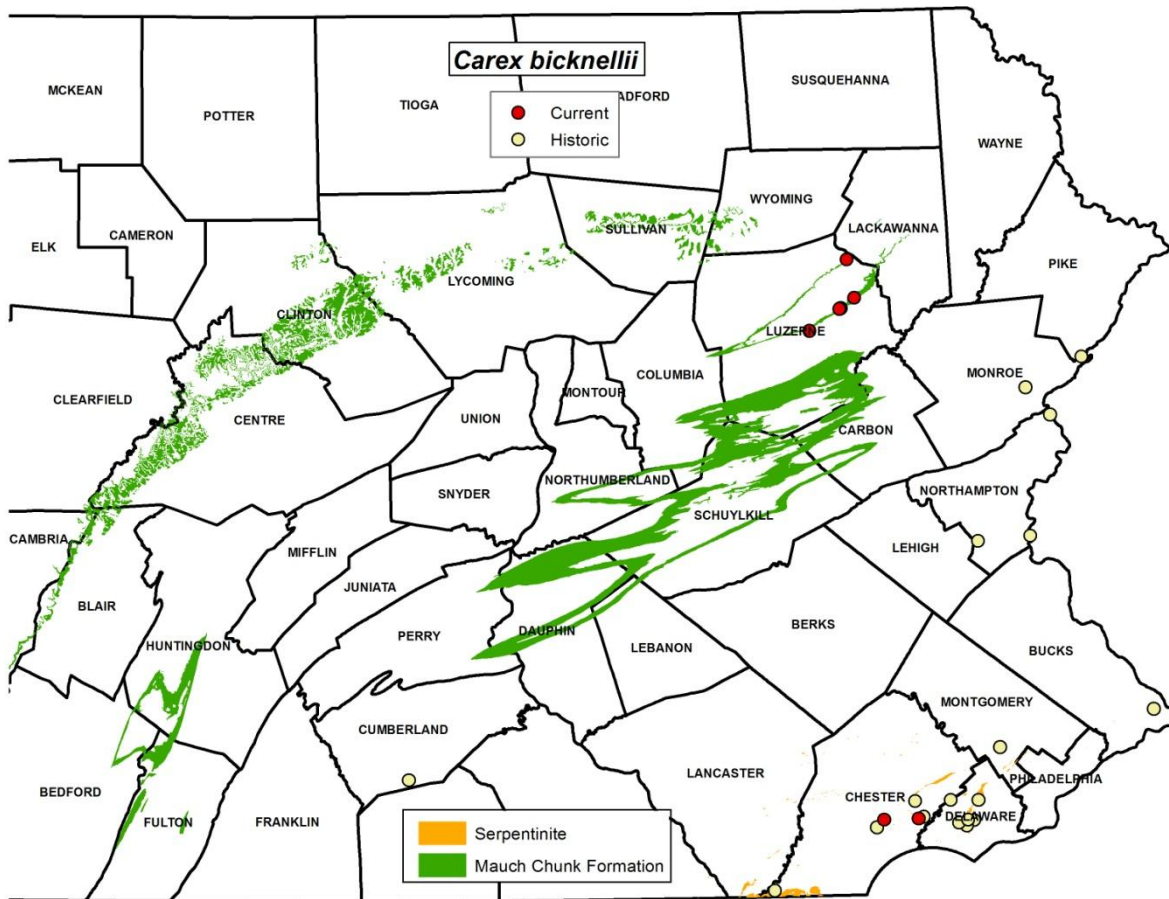 Carex bicknellii
Current
Historic
MCKEAN
POTTER
TIOGA
ADFORD
SUSQUEHANNA
WAYNE
ELK
CAMERON
WYOMING
LACKAWANNA
SULLIVAN
PIKE
LYCOMING
CLINTON
LUZERNE
CLEARFIELD
CENTRE
UNION
MONTOUR
COLUMBIA
MONROE
CARBON
SNYDER
NORTHUMBERLAND
NORTHAMPTON
SCHUYLKILL
CAMBRIA
MIFFLIN
LEHIGH
JUNIATA
BLAIR
PERRY
DAUPHIN
LEBANON
BERKS
HUNTINGDON
BUCKS
MONTGOMERY
CUMBERLAND
LANCASTER
PHILADELPHIA
BEDFORD
FULTON
FRANKLIN
CHESTER
DELAWARE
Serpentinite
Mauch Chunk Formation